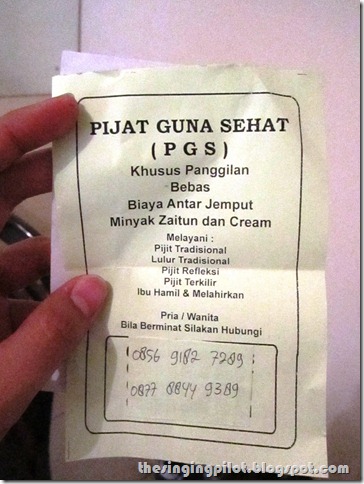 PIJAT GUNA SEHAT
( P G S )
Khusus Panggilan
Bebas
Biaya Antar Jemput
Minyak Zaitun dan Cream
Melayani :
Pijit Tradisional
Lulur Tradisional
Pijit Refleksi
Pijit Terkilir
Ibu Hamil & Melahirkan
Pria / Wanita
Bila Berminat Silakan Hubungi
0856 9182 7289
0877 8844 9389
thesingingpilot.blogspot.com